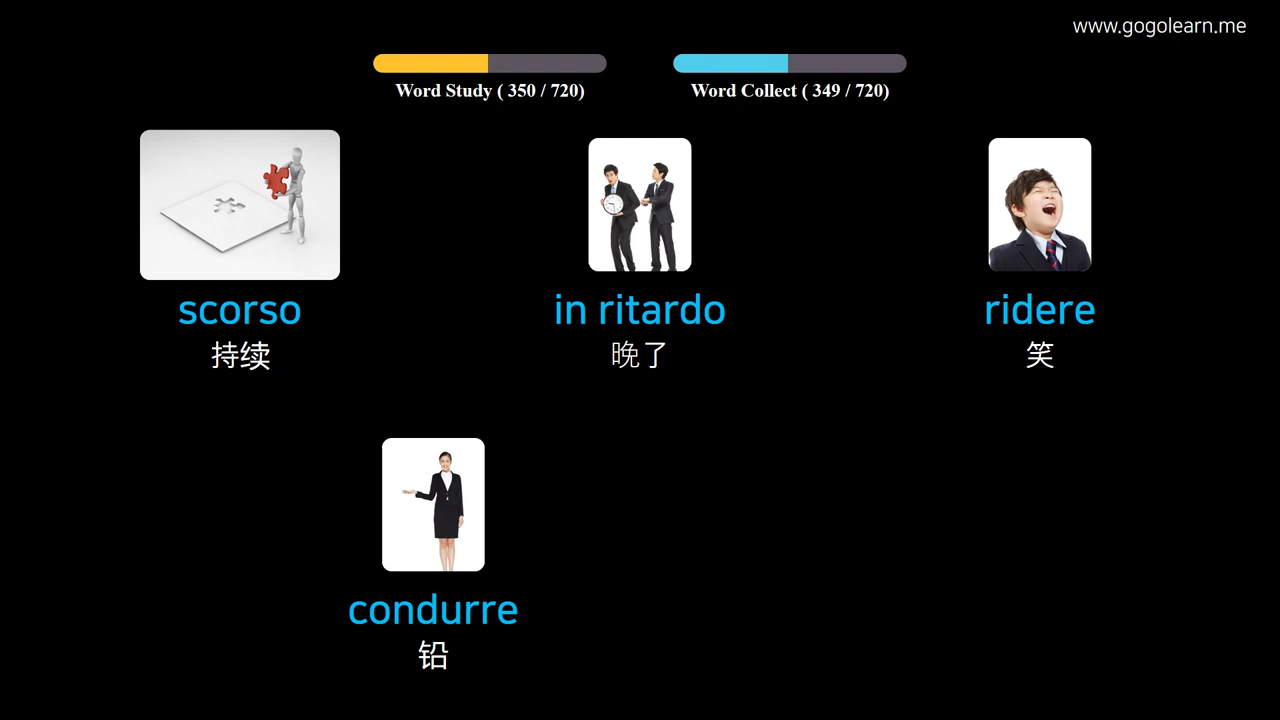 www.gogolearn.me
Word Study ( 350 / 720)
Word Collect ( 349 / 720)
scorso
持续
in ritardo
晚了
ridere
笑
condurre
铅